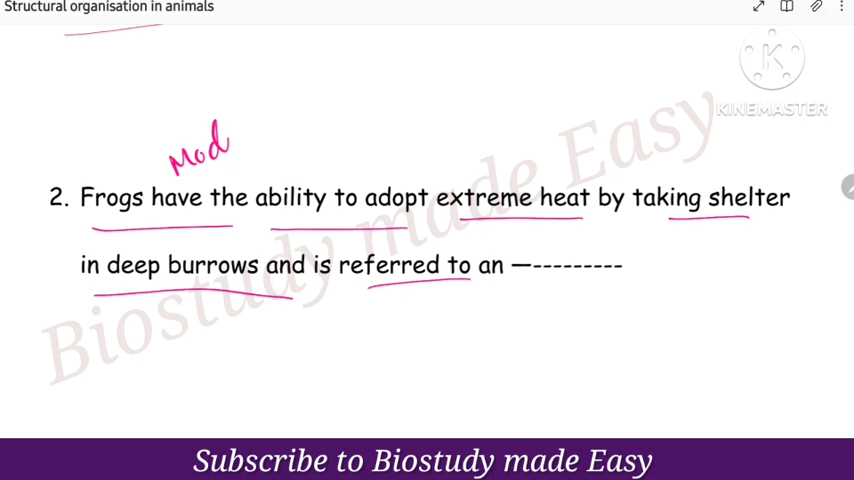 Structural organisation in animals
KINEMASTER
Mod
2. Frogs have the ability to adopt extreme heat by taking shelter
in deep burrows and is referred to an —---------
Biostudy made Easy
Subscribe to Biostudy made Easy